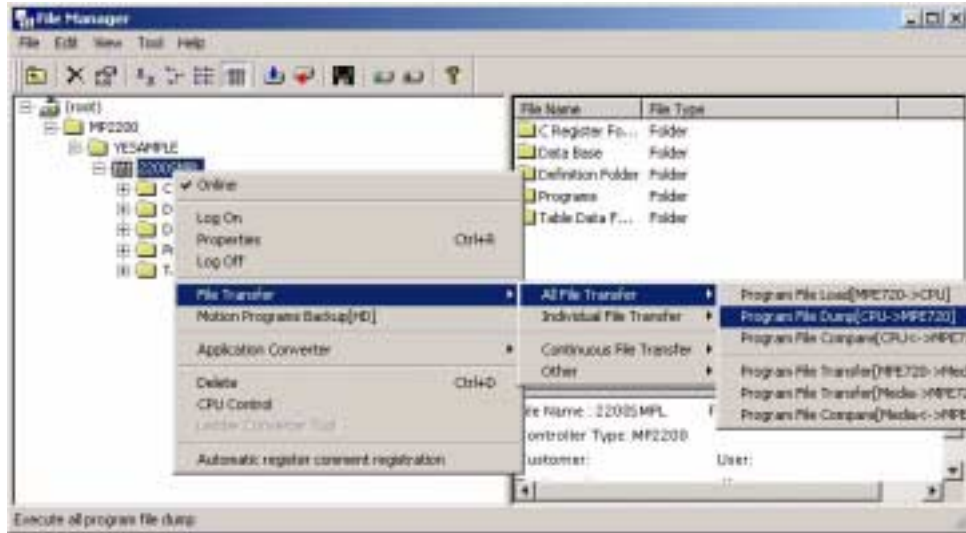 File Manager
File Edit View Tool Help
(root)
MP2200
YESAMPLE
2200SMPL
C
D
D
T
File Name File Type
C Register Fo... Folder
Data Base Folder
Definition Folder Folder
Programs Folder
Table Data F... Folder
Online
Log On
Properties Ctrl+R
Log Off
File Transfer
Motion Programs Backup[HD]
Application Converter
Delete Ctrl+D
CPU Control
Ladder Converter Tool
Automatic register comment registration
All File Transfer
Individual File Transfer
Continuous File Transfer
Other
Program File Load[MPE720->CPU]
Program File Dump[CPU->MPE720]
Program File Compare[CPU<->MPE7
Program File Transfer[MPE720->Med
Program File Transfer[Media->MPE72
Program File Compare[Media<->MPE
le Name : 2200SMPL
ontroller Type: MP2200
ustomer: User:
Execute all program file dump